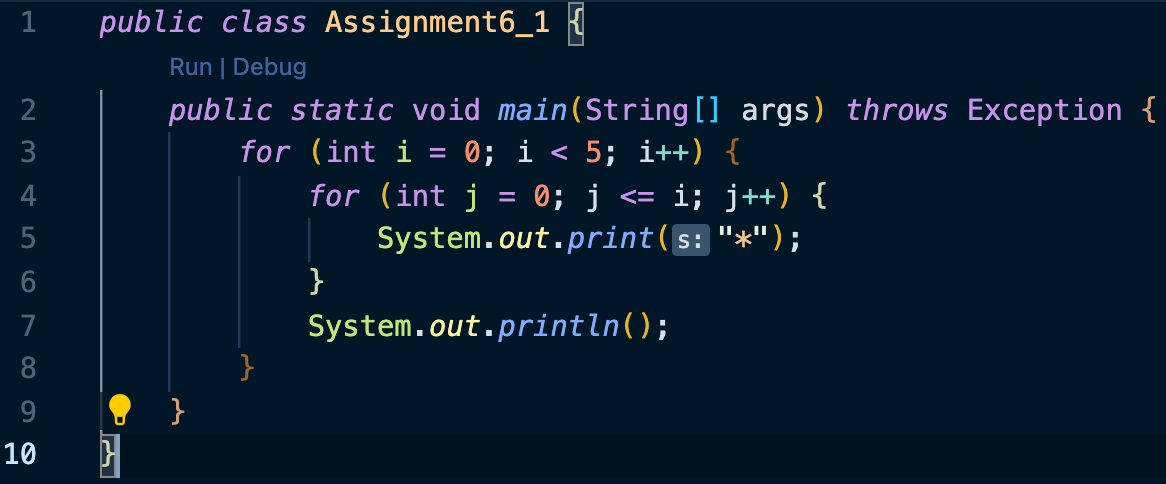 1 public class Assignment6_1 {
Run | Debug
2 public static void main(String[] args) throws Exception {
3 for (int i = 0; i < 5; i++) {
4 for (int j = 0; j <= i; j++) {
5 System.out.print(s: "*");
6 }
7 System.out.println();
8 }
9 }
10 }